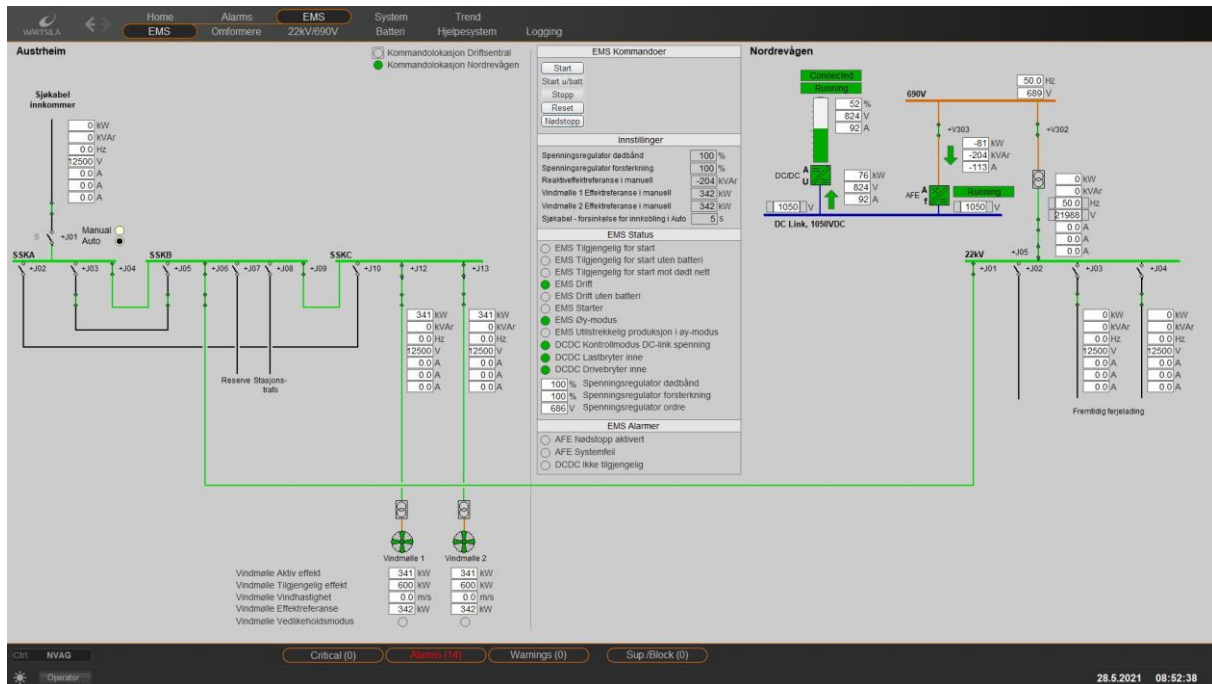 WÄRTSILÄ
Home Alarms EMS System Trend
EMS Omformere 22kV/690V Batteri Hjelpesystem Logging
Austrheim
Kommandolokasjon Driftsentral
Kommandolokasjon Nordrevågen
Sjøkabel
innkommer
0 kW
0 kVAr
0.0 Hz
12500 V
0.0 A
0.0 A
0.0 A
S +J01 Manual
Auto
SSKA SSKB SSKC
+J02 +J03 +J04 +J05 +J06 +J07 +J08 +J09 +J10 +J12 +J13
341 kW 341 kW
0 kVAr 0 kVAr
0.0 Hz 0.0 Hz
12500 V 12500 V
0.0 A 0.0 A
0.0 A 0.0 A
0.0 A 0.0 A
Reserve Stasjons-
trafo
Vindmølle 1 Vindmølle 2
Vindmølle Aktiv effekt 341 kW 341 kW
Vindmølle Tilgjengelig effekt 600 kW 600 kW
Vindmølle Vindhastighet 0.0 m/s 0.0 m/s
Vindmølle Effektreferanse 342 kW 342 kW
Vindmølle Vedlikeholdsmodus
EMS Kommandoer
Start
Start u/batt
Stopp
Reset
Nødstopp
Innstillinger
Spenningsregulator dødbånd 100 %
Spenningsregulator forsterkning 100 %
Reaktiveffektreferanse i manuell -204 kVAr
Vindmølle 1 Effektreferanse i manuell 342 kW
Vindmølle 2 Effektreferanse i manuell 342 kW
Sjøkabel - forsinkelse for innkobling i Auto 5 s
EMS Status
EMS Tilgjengelig for start
EMS Tilgjengelig for start uten batteri
EMS Tilgjengelig for start mot dødt nett
EMS Drift
EMS Drift uten batteri
EMS Starter
EMS Øy-modus
EMS Utilstrekkelig produksjon i øy-modus
DCDC Kontrollmodus DC-link spenning
DCDC Lastbryter inne
DCDC Drivebryter inne
100 % Spenningsregulator dødbånd
100 % Spenningsregulator forsterkning
686 V Spenningsregulator ordre
EMS Alarmer
AFE Nødstopp aktivert
AFE Systemfeil
DCDC Ikke tilgjengelig
Nordrevågen
Connected
Running
52 %
824 V
92 A
DC/DC A
U
76 kW
824 V
92 A
1050 V
DC Link, 1050VDC
690V
50.0 Hz
689 V
+V303 +V302
-81 kW
-204 kVAr
-113 A
AFE A
f
Running
1050 V
0 kW
0 kVAr
50.0 Hz
21988 V
0.0 A
0.0 A
0.0 A
22kV +J05
+J01 +J02 +J03 +J04
0 kW 0 kW
0 kVAr 0 kVAr
0.0 Hz 0.0 Hz
12500 V 12500 V
0.0 A 0.0 A
0.0 A 0.0 A
0.0 A 0.0 A
Fremtidig ferjelading
Ctrl: NVAG Critical (0) Alarms (14) Warnings (0) Sup./Block (0)
Operator 28.5.2021 08:52:38